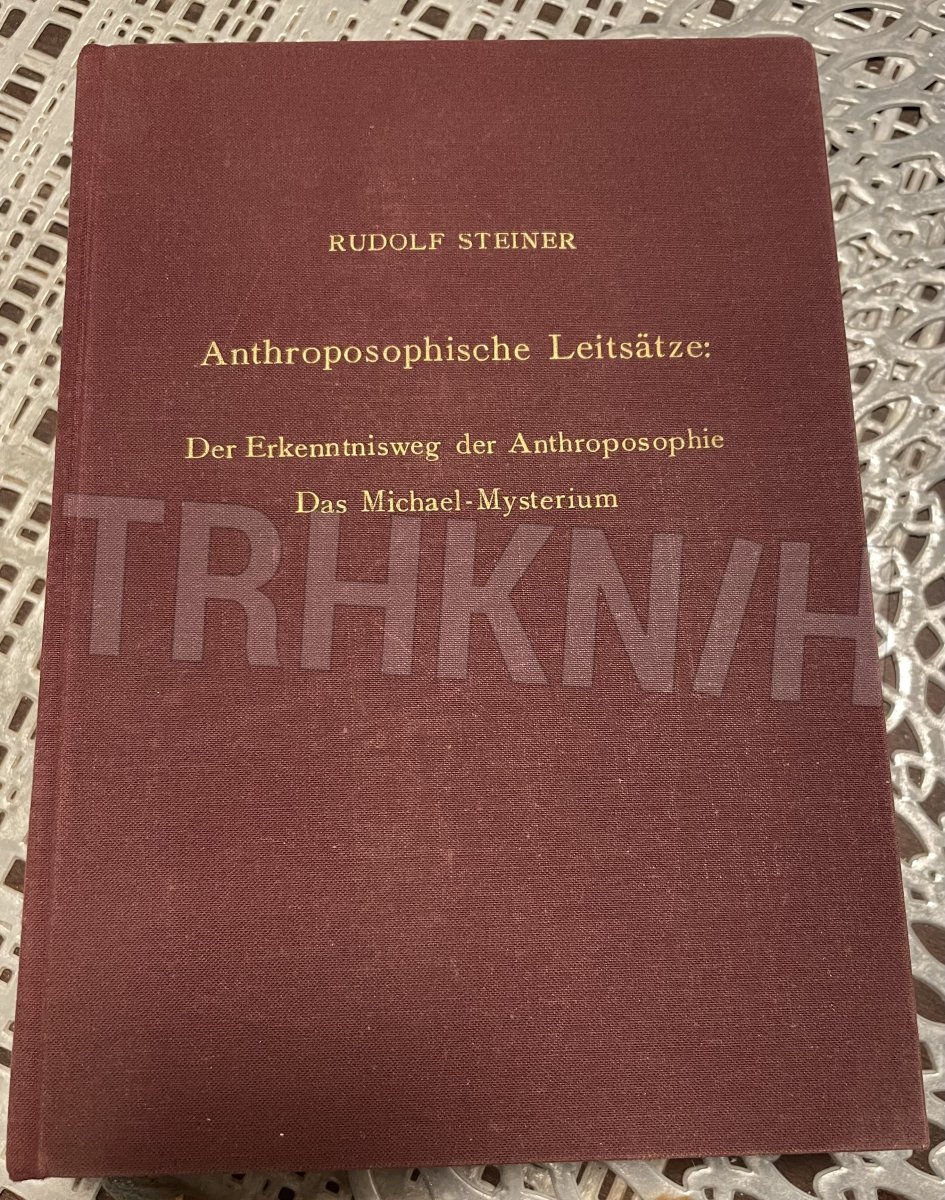 RUDOLF STEINER
Anthroposophische Leitsätze:
Der Erkenntnisweg der Anthroposophie
Das Michael-Mysterium
TRHKN/H